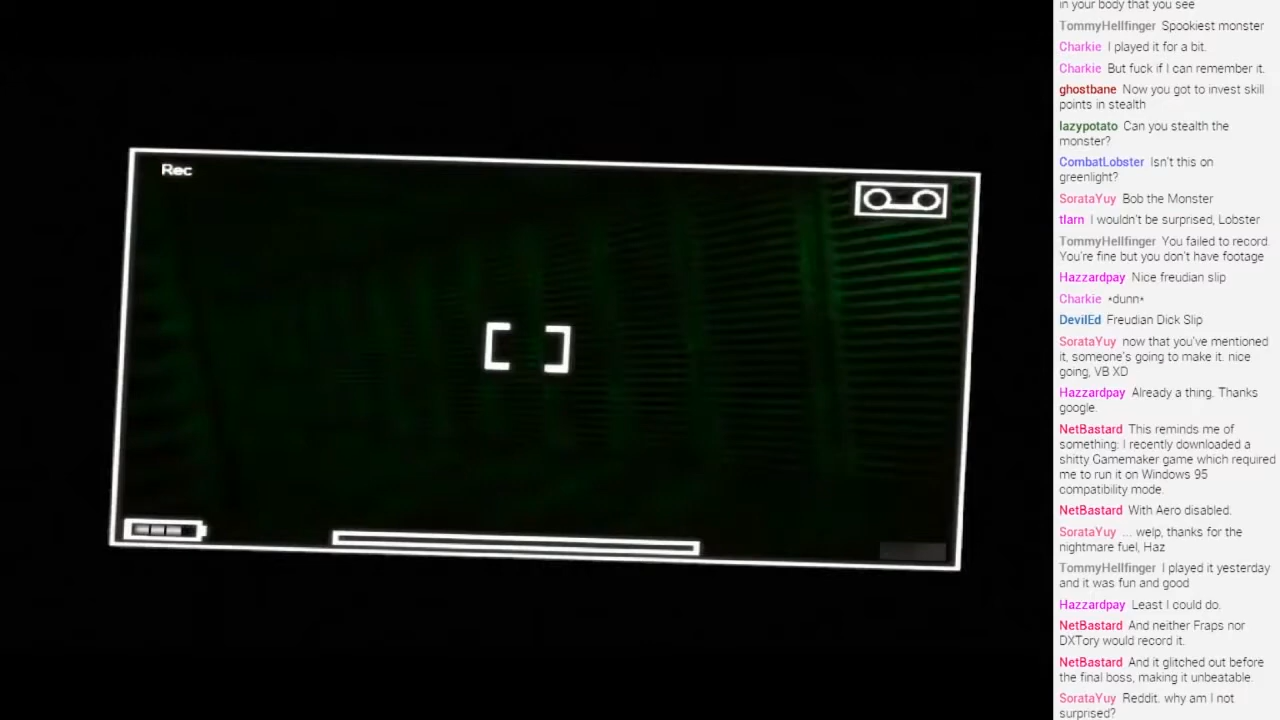 Rec
in your body that you see
TommyHellfinger Spookiest monster
Charkie I played it for a bit.
Charkie But fuck if I can remember it.
ghostbane Now you got to invest skill
points in stealth
lazypotato Can you stealth the
monster?
CombatLobster Isn't this on
greenlight?
SorataYuy Bob the Monster
tlarn I wouldn't be surprised, Lobster
TommyHellfinger You failed to record.
You're fine but you don't have footage
Hazzardpay Nice freudian slip
Charkie *dunn*
DevilEd Freudian Dick Slip
SorataYuy now that you've mentioned
it, someone's going to make it. nice
going, VB XD
Hazzardpay Already a thing. Thanks
google.
NetBastard This reminds me of
something: I recently downloaded a
shitty Gamemaker game which required
me to run it on Windows 95
compatibility mode.
NetBastard With Aero disabled.
SorataYuy ... welp, thanks for the
nightmare fuel, Haz
TommyHellfinger I played it yesterday
and it was fun and good
Hazzardpay Least I could do.
NetBastard And neither Fraps nor
DXTory would record it.
NetBastard And it glitched out before
the final boss, making it unbeatable.
SorataYuy Reddit. why am I not
surprised?